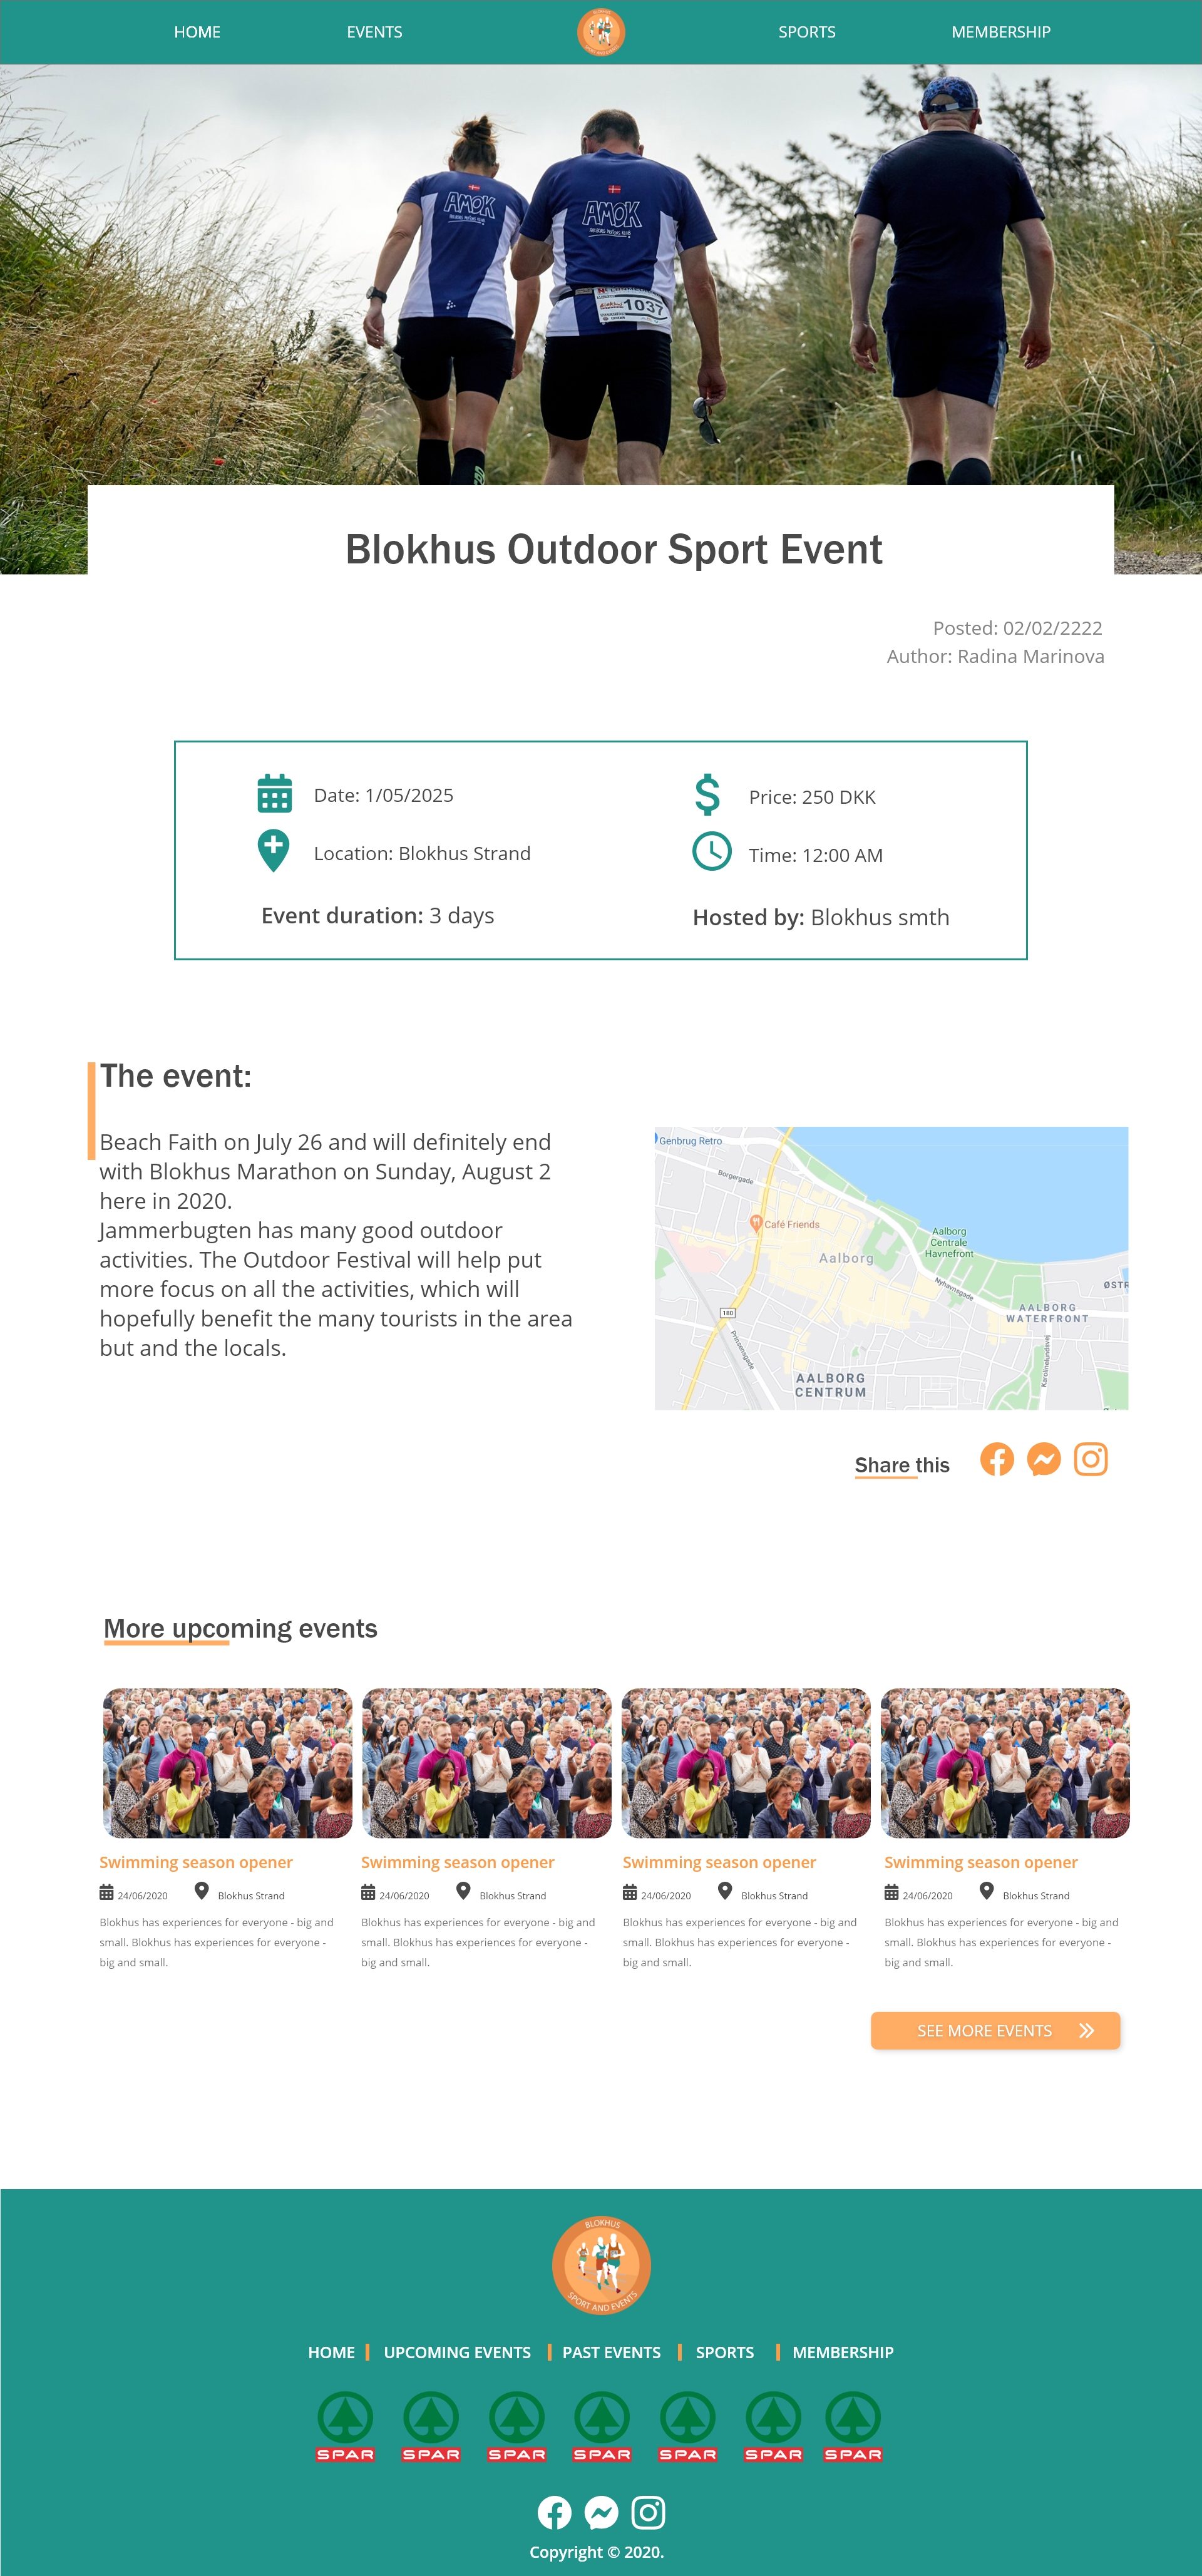 HOME EVENTS SPORTS MEMBERSHIP
AMOK
AMOK
1037
Blokhus Outdoor Sport Event
Posted: 02/02/2222
Author: Radina Marinova
Date: 1/05/2025
Price: 250 DKK
Location: Blokhus Strand
Time: 12:00 AM
Event duration: 3 days
Hosted by: Blokhus smth
The event:
Beach Faith on July 26 and will definitely end
with Blokhus Marathon on Sunday, August 2
here in 2020.
Jammerbugten has many good outdoor
activities. The Outdoor Festival will help put
more focus on all the activities, which will
hopefully benefit the many tourists in the area
but and the locals.
Genbrug Retro
Borgergade
Café Friends
Aalborg
Aalborg
Centrale
Havnefront
Nyhavnsgade
ØSTR
AALBORG
WATERFRONT
180
Prinsensgade
Karolinelundsvej
AALBORG
CENTRUM
Share this
More upcoming events
Swimming season opener
24/06/2020 Blokhus Strand
Blokhus has experiences for everyone - big and
small. Blokhus has experiences for everyone -
big and small.
Swimming season opener
24/06/2020 Blokhus Strand
Blokhus has experiences for everyone - big and
small. Blokhus has experiences for everyone -
big and small.
Swimming season opener
24/06/2020 Blokhus Strand
Blokhus has experiences for everyone - big and
small. Blokhus has experiences for everyone -
big and small.
Swimming season opener
24/06/2020 Blokhus Strand
Blokhus has experiences for everyone - big and
small. Blokhus has experiences for everyone -
big and small.
SEE MORE EVENTS
BLOKHUS
SPORT AND EVENTS
HOME UPCOMING EVENTS PAST EVENTS SPORTS MEMBERSHIP
SPAR SPAR SPAR SPAR SPAR SPAR SPAR
Copyright © 2020.